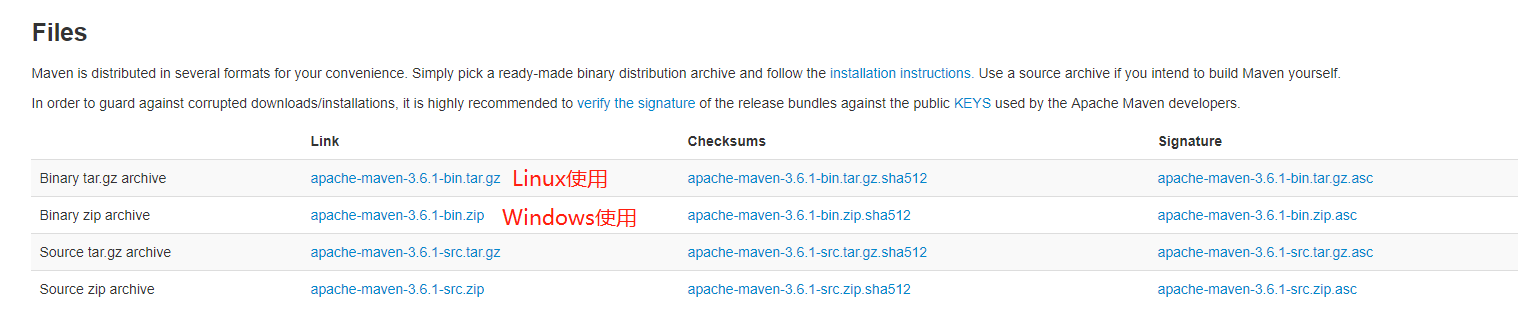 Files
Maven is distributed in several formats for your convenience. Simply pick a ready-made binary distribution archive and follow the installation instructions. Use a source archive if you intend to build Maven yourself.
In order to guard against corrupted downloads/installations, it is highly recommended to verify the signature of the release bundles against the public KEYS used by the Apache Maven developers.
Link Checksums Signature
Binary tar.gz archive apache-maven-3.6.1-bin.tar.gz Linux使用 apache-maven-3.6.1-bin.tar.gz.sha512 apache-maven-3.6.1-bin.tar.gz.asc
Binary zip archive apache-maven-3.6.1-bin.zip Windows使用 apache-maven-3.6.1-bin.zip.sha512 apache-maven-3.6.1-bin.zip.asc
Source tar.gz archive apache-maven-3.6.1-src.tar.gz apache-maven-3.6.1-src.tar.gz.sha512 apache-maven-3.6.1-src.tar.gz.asc
Source zip archive apache-maven-3.6.1-src.zip apache-maven-3.6.1-src.zip.sha512 apache-maven-3.6.1-src.zip.asc